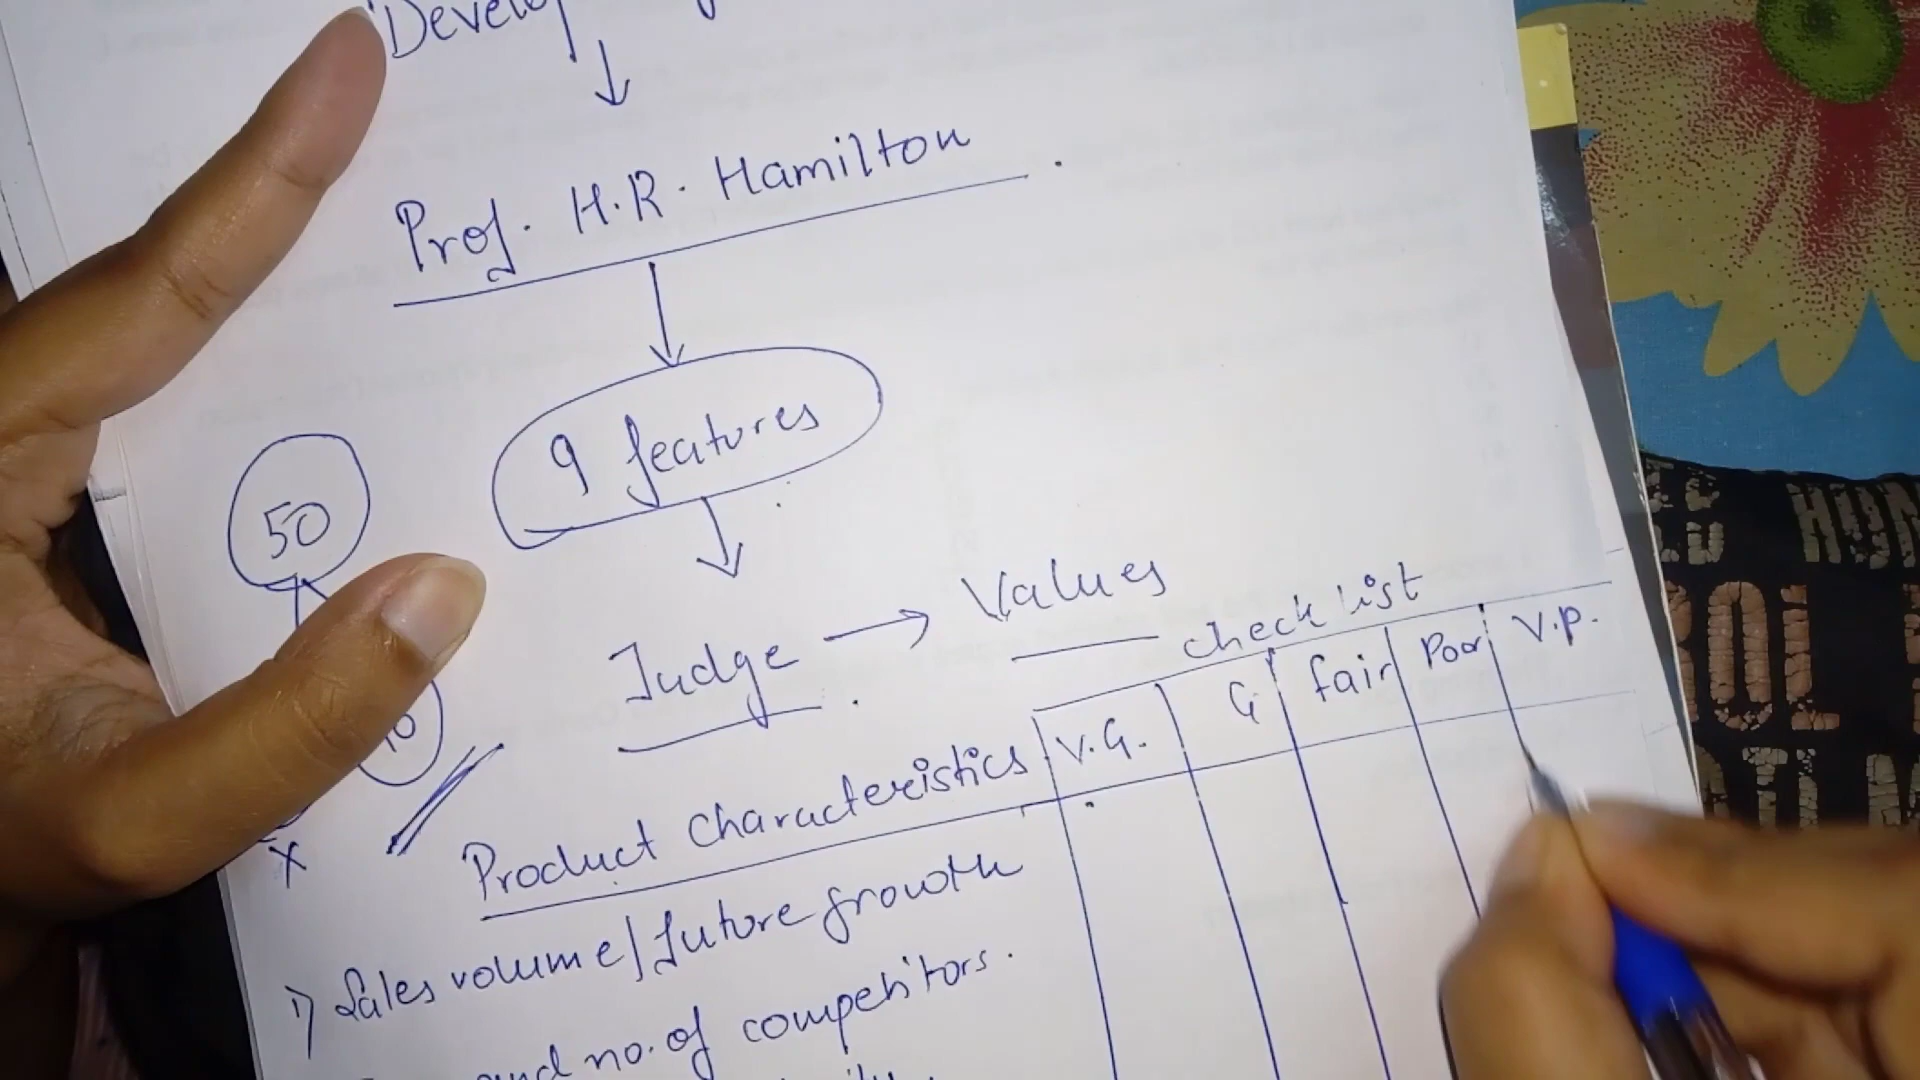 Prof. H.R. Hamilton
9 features
50
Judge → Values
check list
Product Characteristics V.G. G fair Poor V.P.
1) Sales volume/future growth
no. of competitors.
X